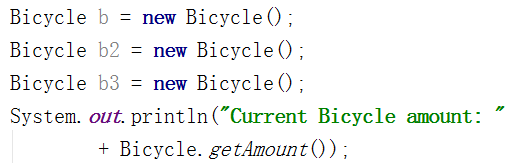 Bicycle b = new Bicycle();
Bicycle b2 = new Bicycle();
Bicycle b3 = new Bicycle();
System.out.println("Current Bicycle amount: "
+ Bicycle.getAmount());